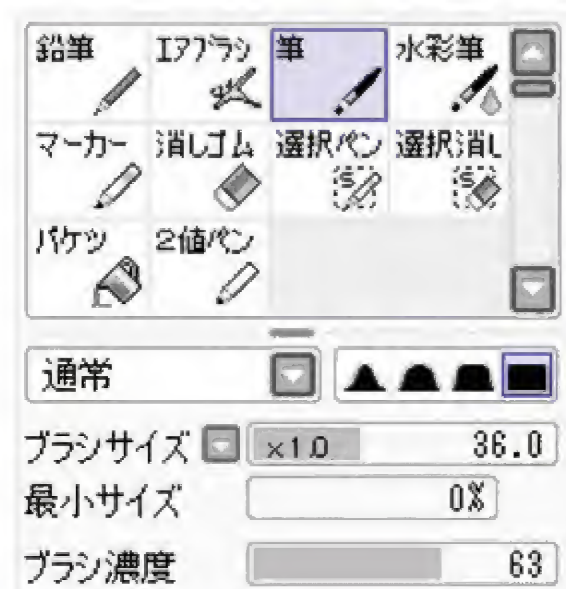 鉛筆 エアブラシ 筆 水彩筆
マーカー 消しゴム 選択ペン 選択消し
バケツ 2値ペン
通常
ブラシサイズ ×1.0 36.0
最小サイズ 0%
ブラシ濃度 63